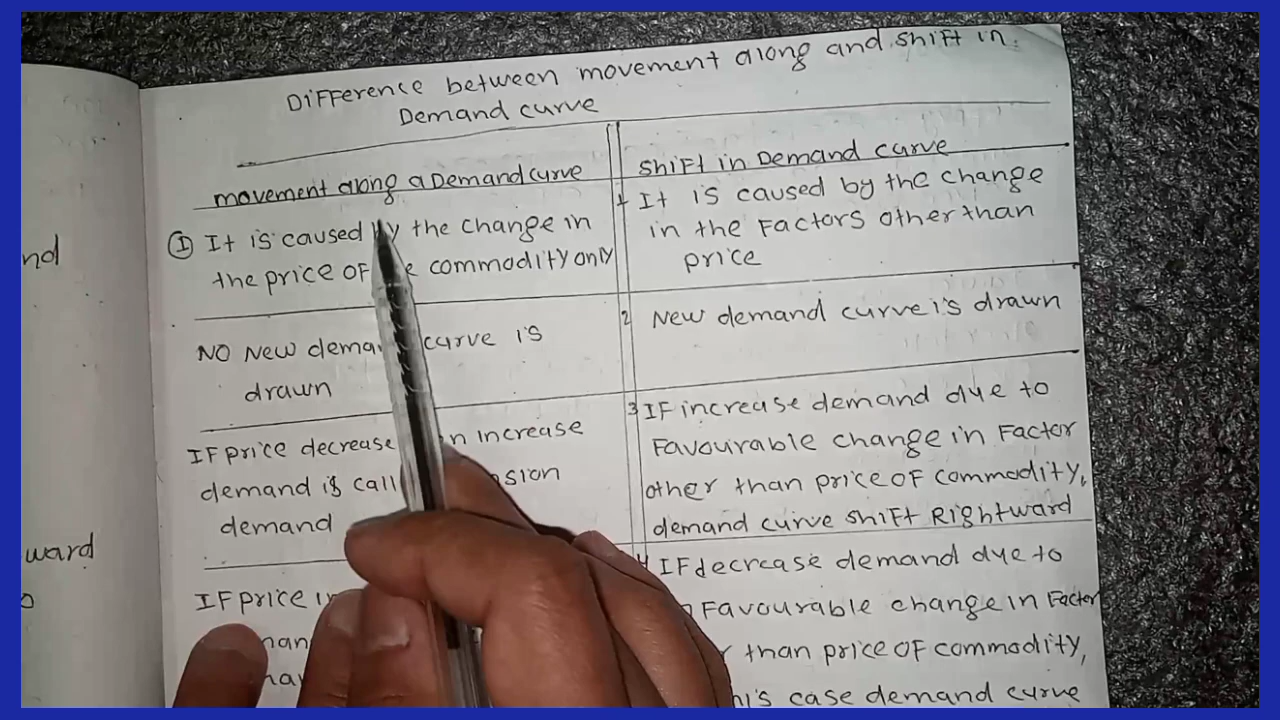 Difference between movement along and shift in
Demand curve
movement along a Demand curve
I It is caused by the change in
the price of commodity only
NO New deman curve is
drawn
IF price decrease increase
demand is call
demand
IF price
shift in Demand curve
1 It is caused by the change
in the Factors other than
price
2 New demand curve is drawn
3 IF increase demand due to
Favourable change in Factor
other than price of commodity,
demand curve shift Rightward
4 IF decrease demand due to
Favourable change in Factor
than price of commodity,
case demand curve
nd
ward